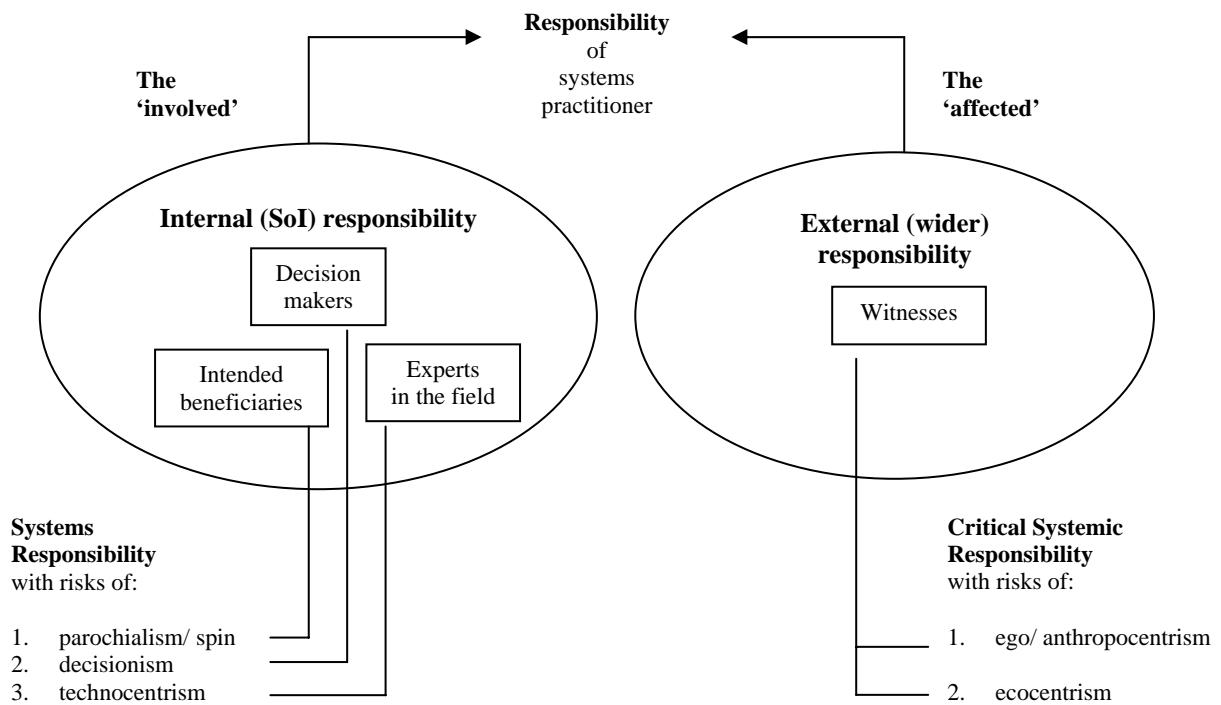 Responsibility
of
systems
practitioner
The
‘involved’
The
‘affected’
Internal (SoI) responsibility
Decision
makers
Intended
beneficiaries
Experts
in the field
External (wider)
responsibility
Witnesses
Systems
Responsibility
with risks of:
1. parochialism/ spin
2. decisionism
3. technocentrism
Critical Systemic
Responsibility
with risks of:
1. ego/ anthropocentrism
2. ecocentrism